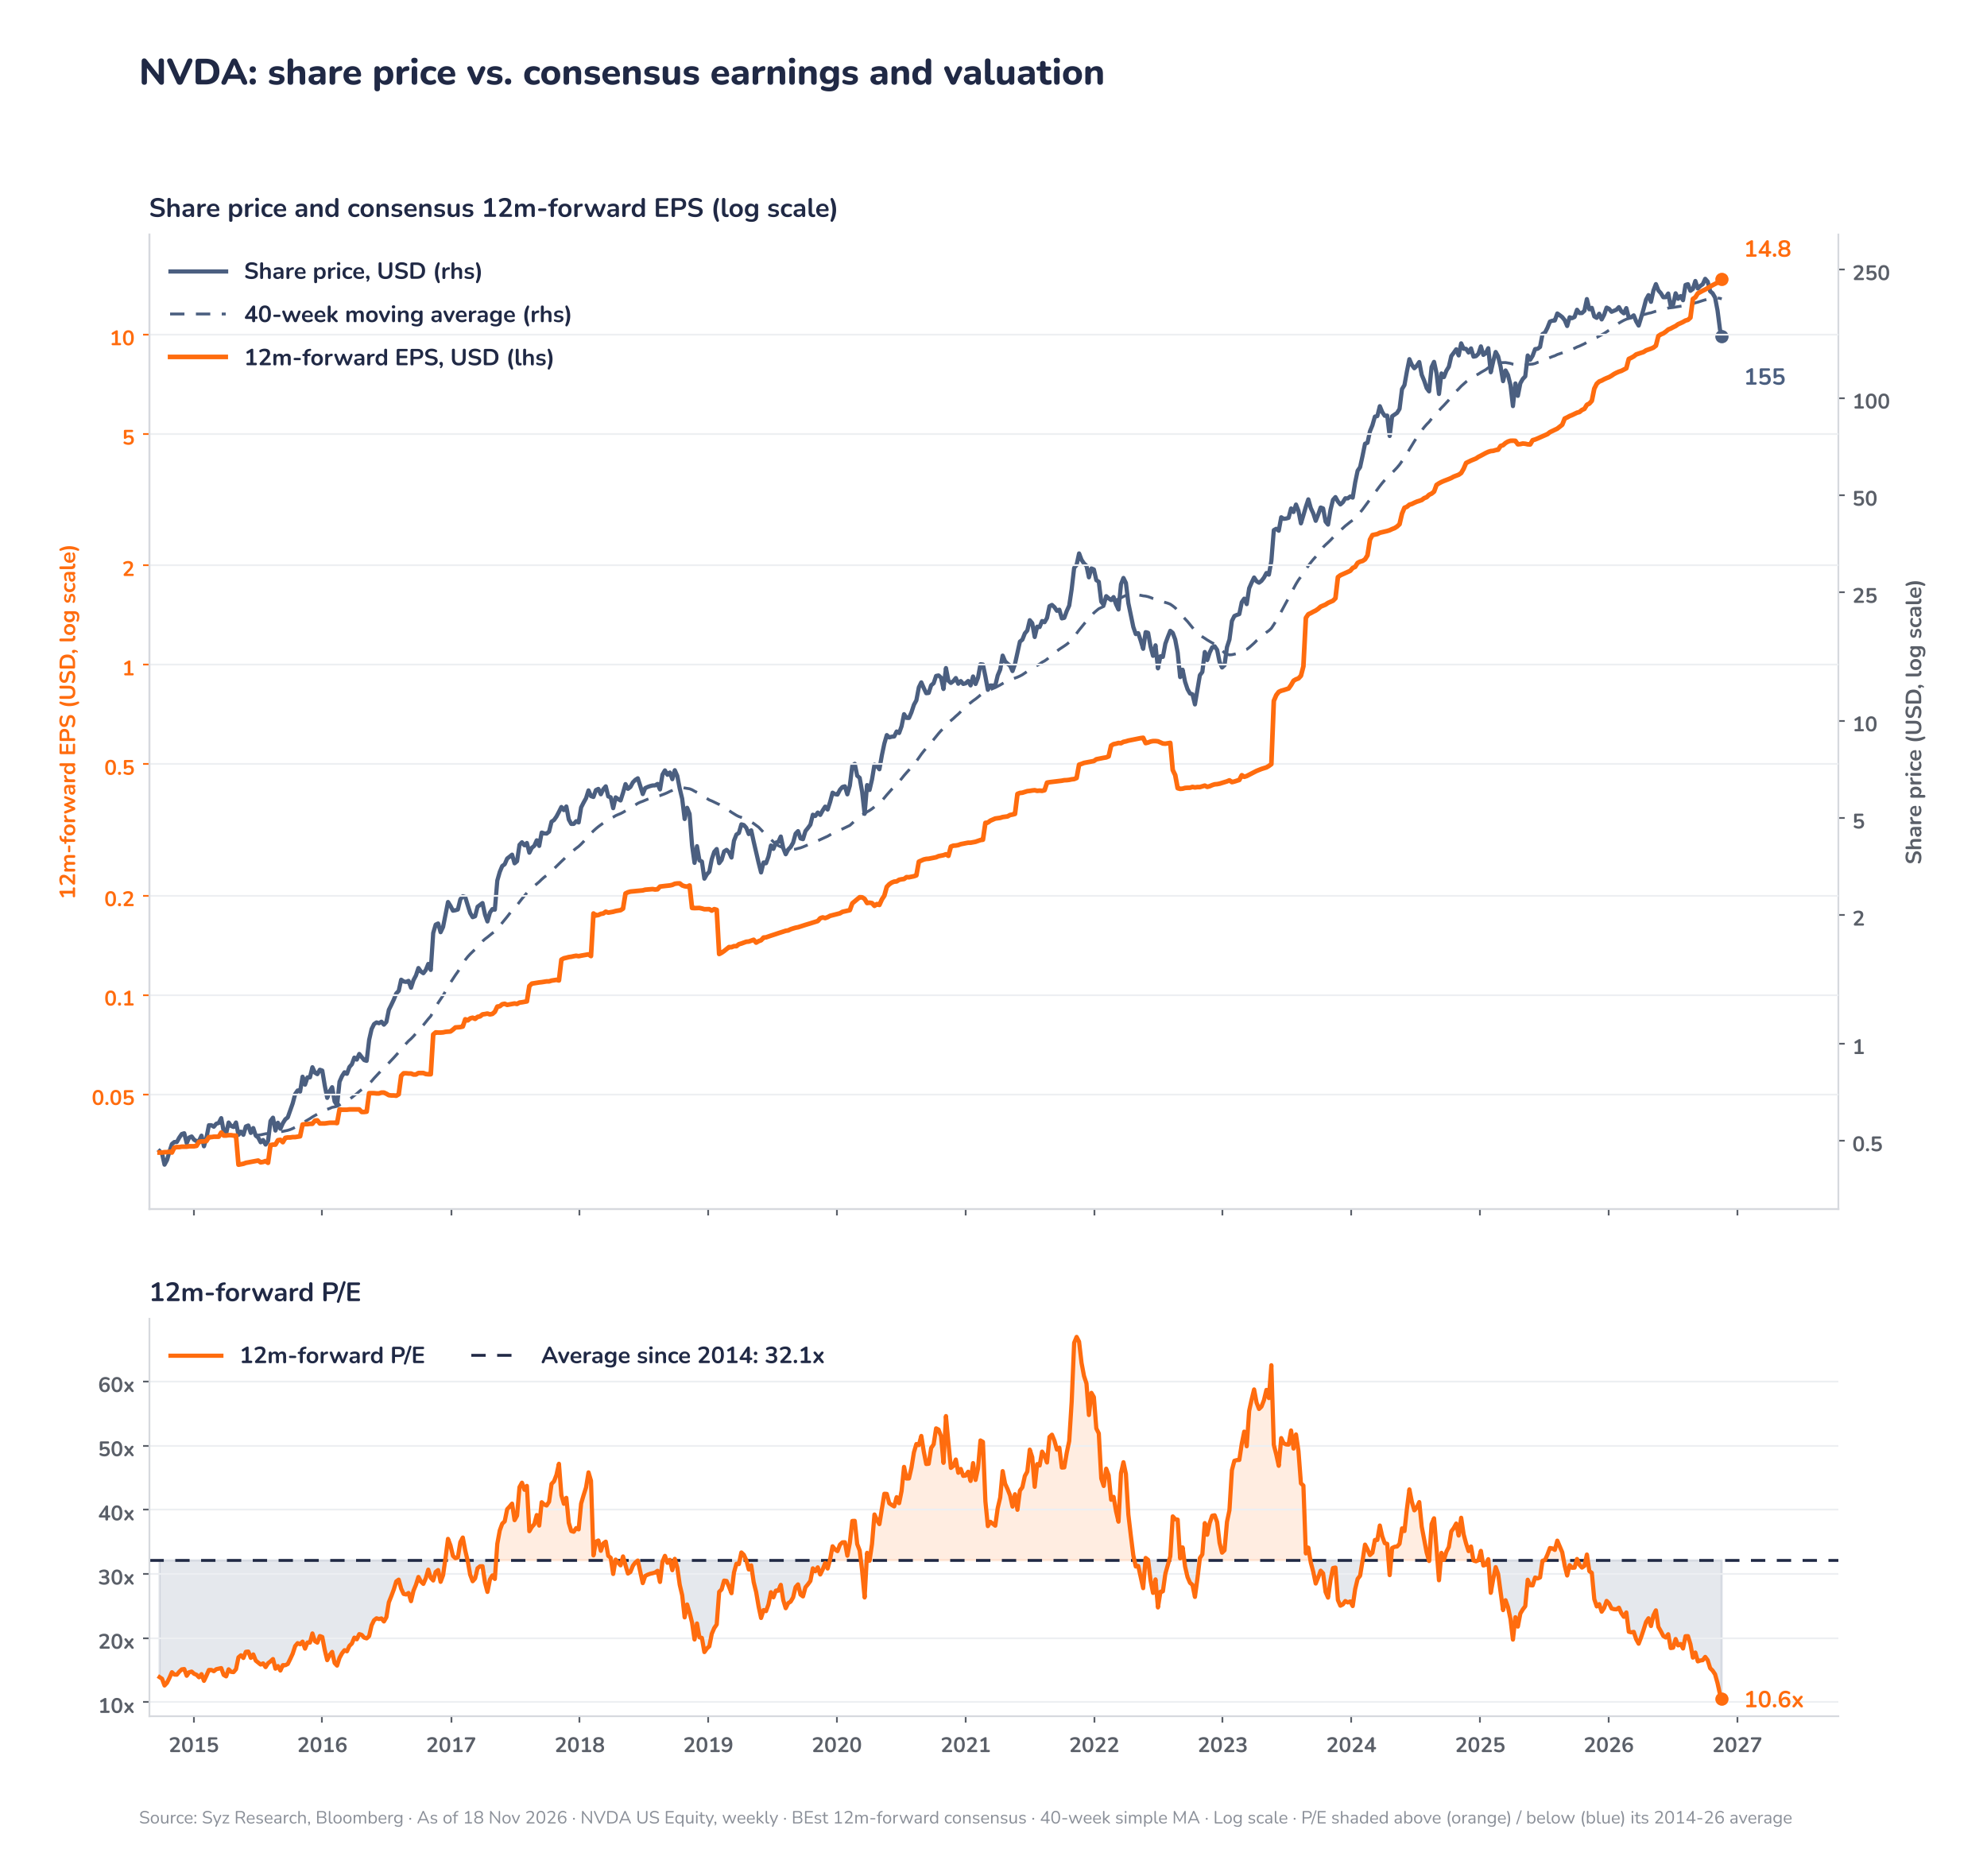 NVDA: share price vs. consensus earnings and valuation
Share price and consensus 12m-forward EPS (log scale)
Share price, USD (rhs)
40-week moving average (rhs)
12m-forward EPS, USD (lhs)
14.8
155
10
5
2
1
0.5
0.2
0.1
0.05
12m-forward EPS (USD, log scale)
250
100
50
25
10
5
2
1
0.5
Share price (USD, log scale)
12m-forward P/E
12m-forward P/E
Average since 2014: 32.1x
60x
50x
40x
30x
20x
10x
10.6x
2015 2016 2017 2018 2019 2020 2021 2022 2023 2024 2025 2026 2027
Source: Syz Research, Bloomberg · As of 18 Nov 2026 · NVDA US Equity, weekly · BEst 12m-forward consensus · 40-week simple MA · Log scale · P/E shaded above (orange) / below (blue) its 2014-26 average